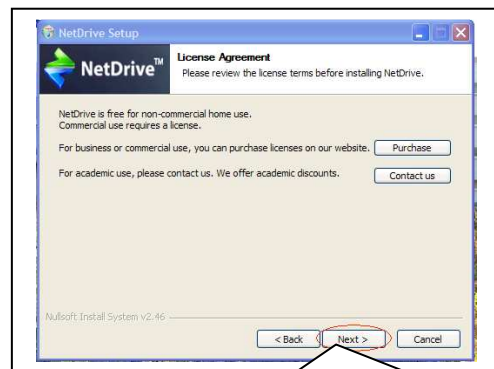 NetDrive Setup
NetDrive™
License Agreement
Please review the license terms before installing NetDrive.
NetDrive is free for non-commercial home use.
Commercial use requires a license.
For business or commercial use, you can purchase licenses on our website.
Purchase
For academic use, please contact us. We offer academic discounts.
Contact us
Nullsoft Install System v2.46
< Back
Next >
Cancel